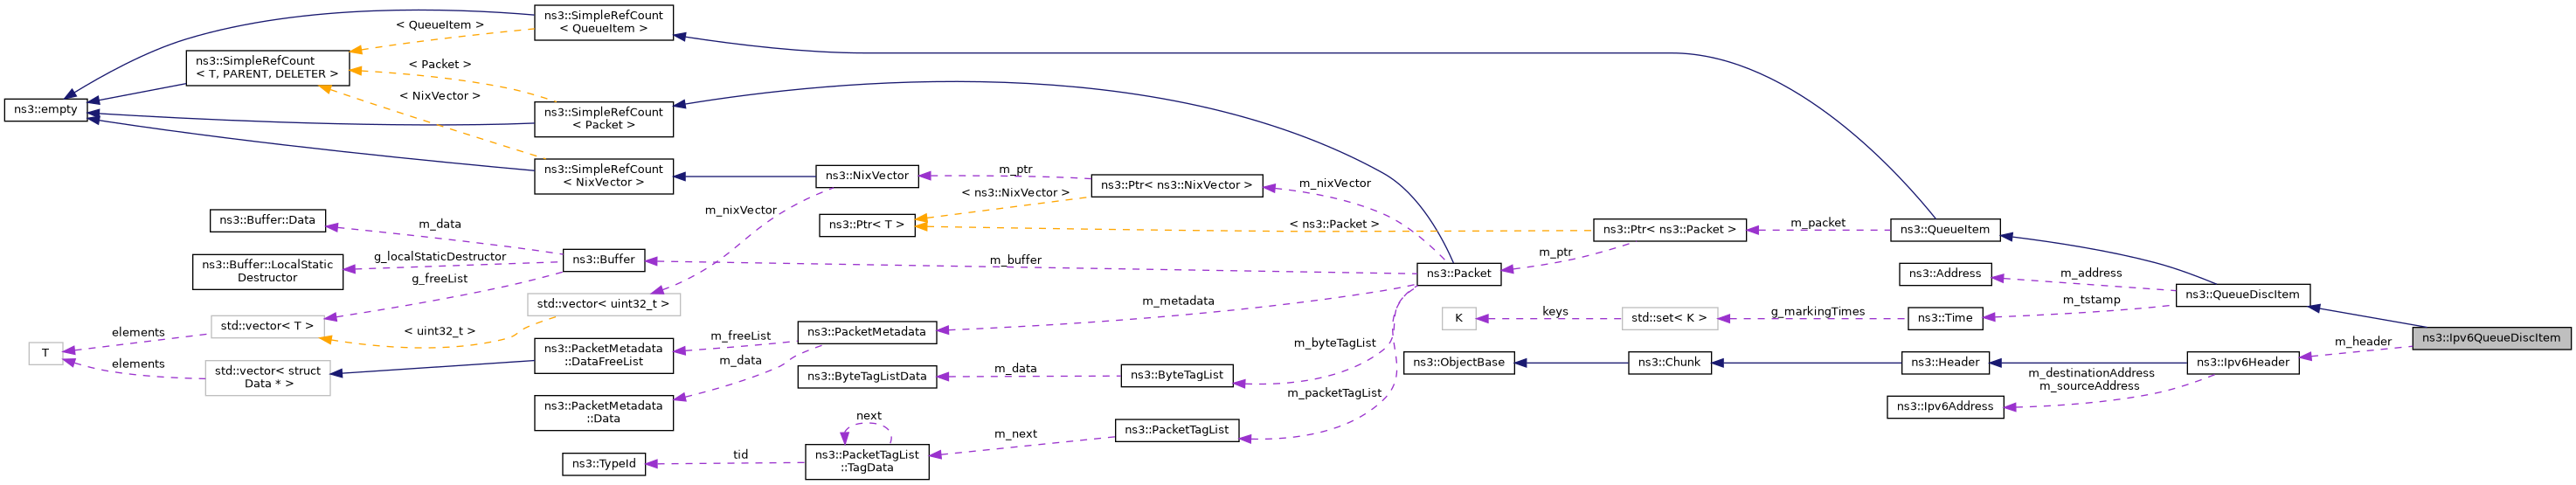 ns3::SimpleRefCount
< QueueItem >
< QueueItem >
ns3::SimpleRefCount
< T, PARENT, DELETER >
< Packet >
< NixVector >
ns3::empty
ns3::SimpleRefCount
< Packet >
ns3::SimpleRefCount
< NixVector >
ns3::NixVector
m_ptr
ns3::Ptr< ns3::NixVector >
m_nixVector
< ns3::NixVector >
m_nixVector
ns3::Ptr< T >
< ns3::Packet >
ns3::Ptr< ns3::Packet >
m_packet
ns3::QueueItem
ns3::Buffer::Data
m_data
g_localStaticDestructor
ns3::Buffer::LocalStatic
Destructor
g_freeList
ns3::Buffer
m_buffer
m_ptr
ns3::Packet
ns3::Address
m_address
ns3::QueueDiscItem
m_tstamp
std::vector< uint32_t >
m_metadata
K
keys
std::set< K >
g_markingTimes
ns3::Time
elements
std::vector< T >
< uint32_t >
m_freeList
ns3::PacketMetadata
ns3::Ipv6QueueDiscItem
m_header
T
elements
std::vector< struct
Data * >
ns3::PacketMetadata
::DataFreeList
m_data
m_byteTagList
ns3::ObjectBase
ns3::Chunk
ns3::Header
ns3::Ipv6Header
ns3::ByteTagListData
m_data
ns3::ByteTagList
m_destinationAddress
m_sourceAddress
ns3::PacketMetadata
::Data
m_packetTagList
ns3::Ipv6Address
next
m_next
ns3::PacketTagList
ns3::TypeId
tid
ns3::PacketTagList
::TagData